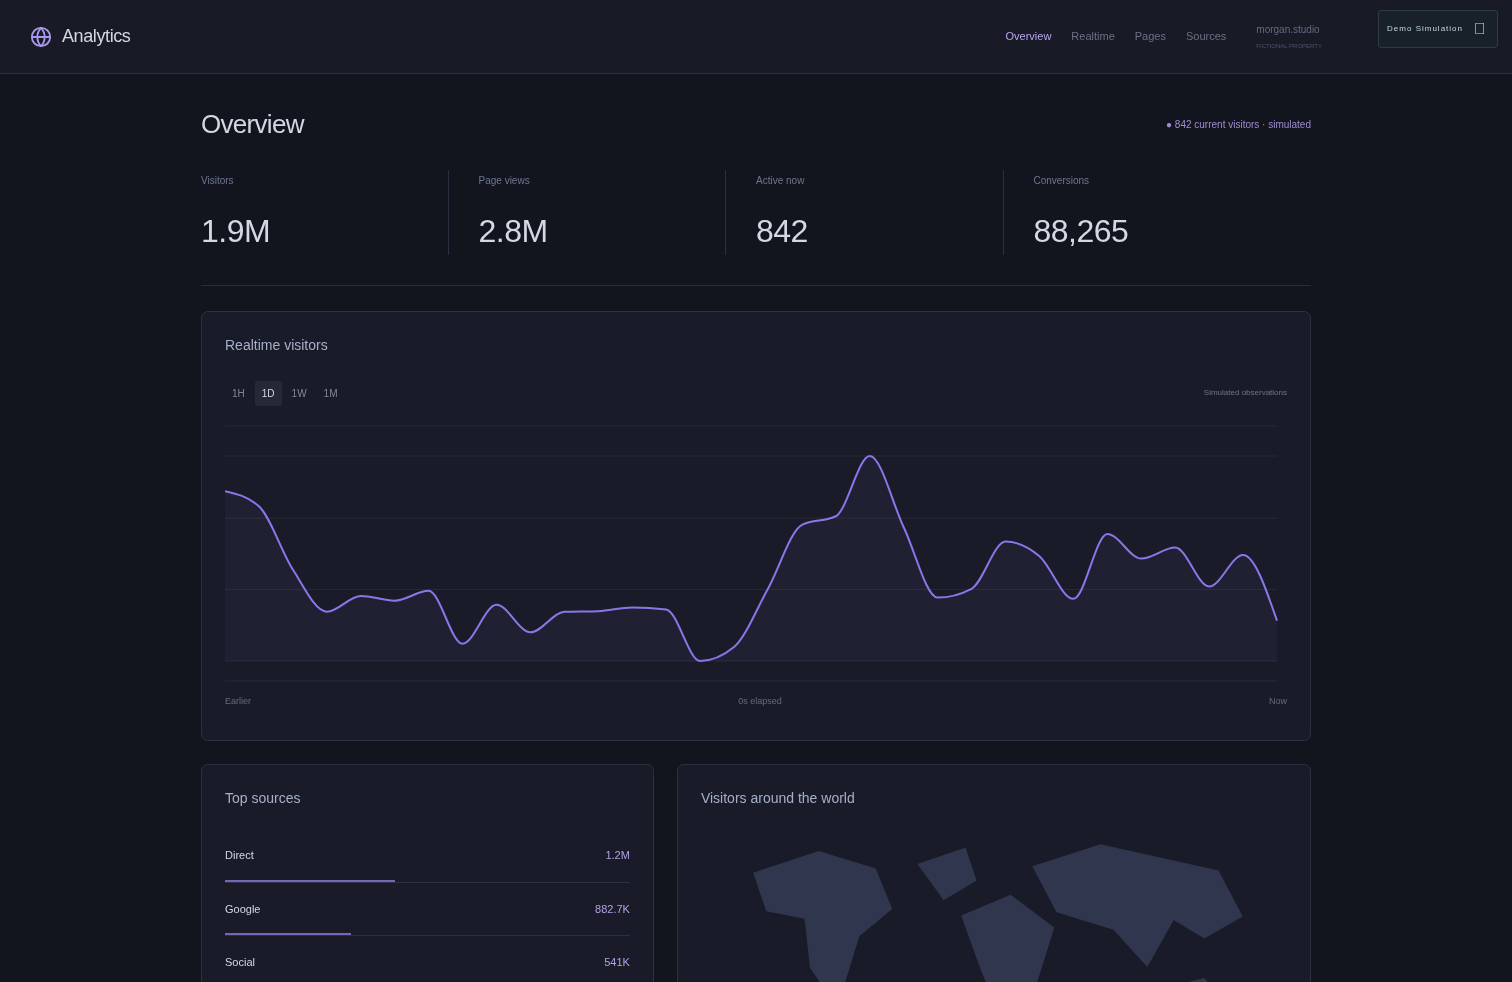 Analytics
Overview
Realtime
Pages
Sources
morgan.studio
FICTIONAL PROPERTY
Demo Simulation
Overview
● 842 current visitors · simulated
Visitors
Page views
Active now
Conversions
1.9M
2.8M
842
88,265
Realtime visitors
1H
1D
1W
1M
Simulated observations
Earlier
0s elapsed
Now
Top sources
Direct
1.2M
Google
882.7K
Social
541K
Visitors around the world